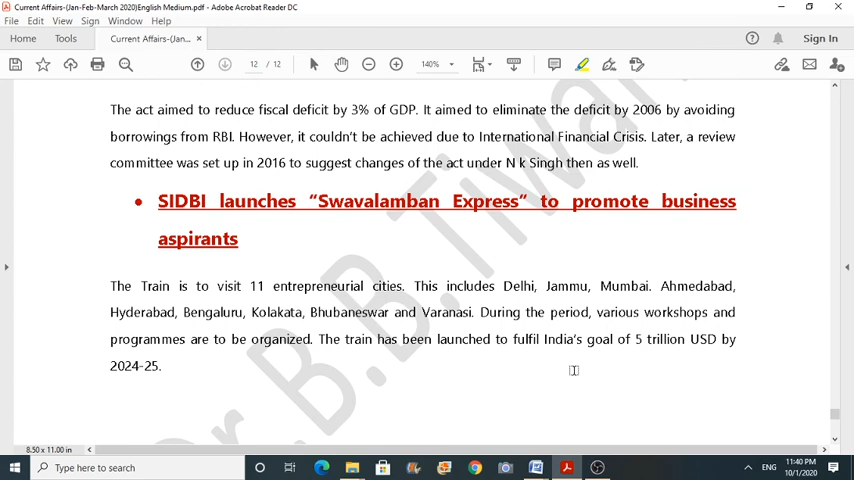 Current Affairs-(Jan-Feb-March 2020)English Medium.pdf - Adobe Acrobat Reader DC
File Edit View Sign Window Help
Home Tools Current Affairs-(Jan-... × Sign In
12 / 12 140%
The act aimed to reduce fiscal deficit by 3% of GDP. It aimed to eliminate the deficit by 2006 by avoiding
borrowings from RBI. However, it couldn't be achieved due to International Financial Crisis. Later, a review
committee was set up in 2016 to suggest changes of the act under N k Singh then as well.
• SIDBI launches “Swavalamban Express” to promote business
aspirants
The Train is to visit 11 entrepreneurial cities. This includes Delhi, Jammu, Mumbai. Ahmedabad,
Hyderabad, Bengaluru, Kolakata, Bhubaneswar and Varanasi. During the period, various workshops and
programmes are to be organized. The train has been launched to fulfil India's goal of 5 trillion USD by
2024-25.
Dr. B.B. Tiwari
8.50 x 11.00 in
Type here to search
ENG
11:40 PM
10/1/2020